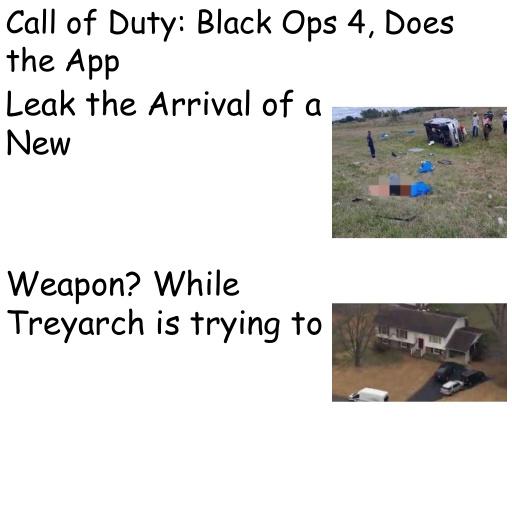 Call of Duty: Black Ops 4, Does
the App
Leak the Arrival of a
New
Weapon? While
Treyarch is trying to